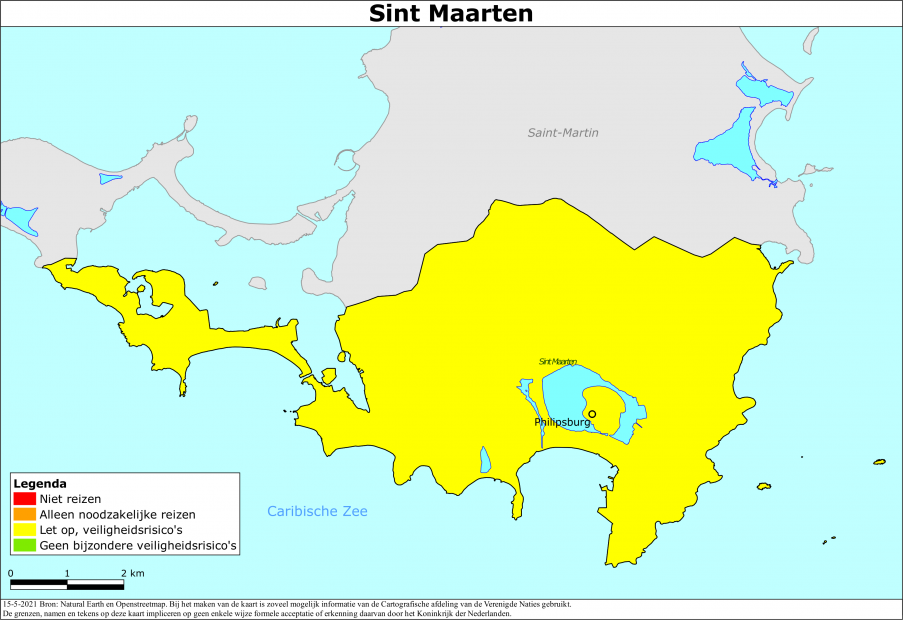 Sint Maarten
Saint-Martin
Sint Maarten
Philipsburg
Caribische Zee
Legenda
Niet reizen
Alleen noodzakelijke reizen
Let op, veiligheidsrisico's
Geen bijzondere veiligheidsrisico's
0 1 2 km
15-5-2021 Bron: Natural Earth en Openstreetmap. Bij het maken van de kaart is zoveel mogelijk informatie van de Cartografische afdeling van de Verenigde Naties gebruikt.
De grenzen, namen en tekens op deze kaart impliceren op geen enkele wijze formele acceptatie of erkenning daarvan door het Koninkrijk der Nederlanden.